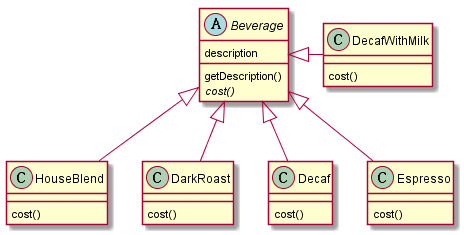 A Beverage
description
getDescription()
cost()
C DecafWithMilk
cost()
C HouseBlend
cost()
C DarkRoast
cost()
C Decaf
cost()
C Espresso
cost()